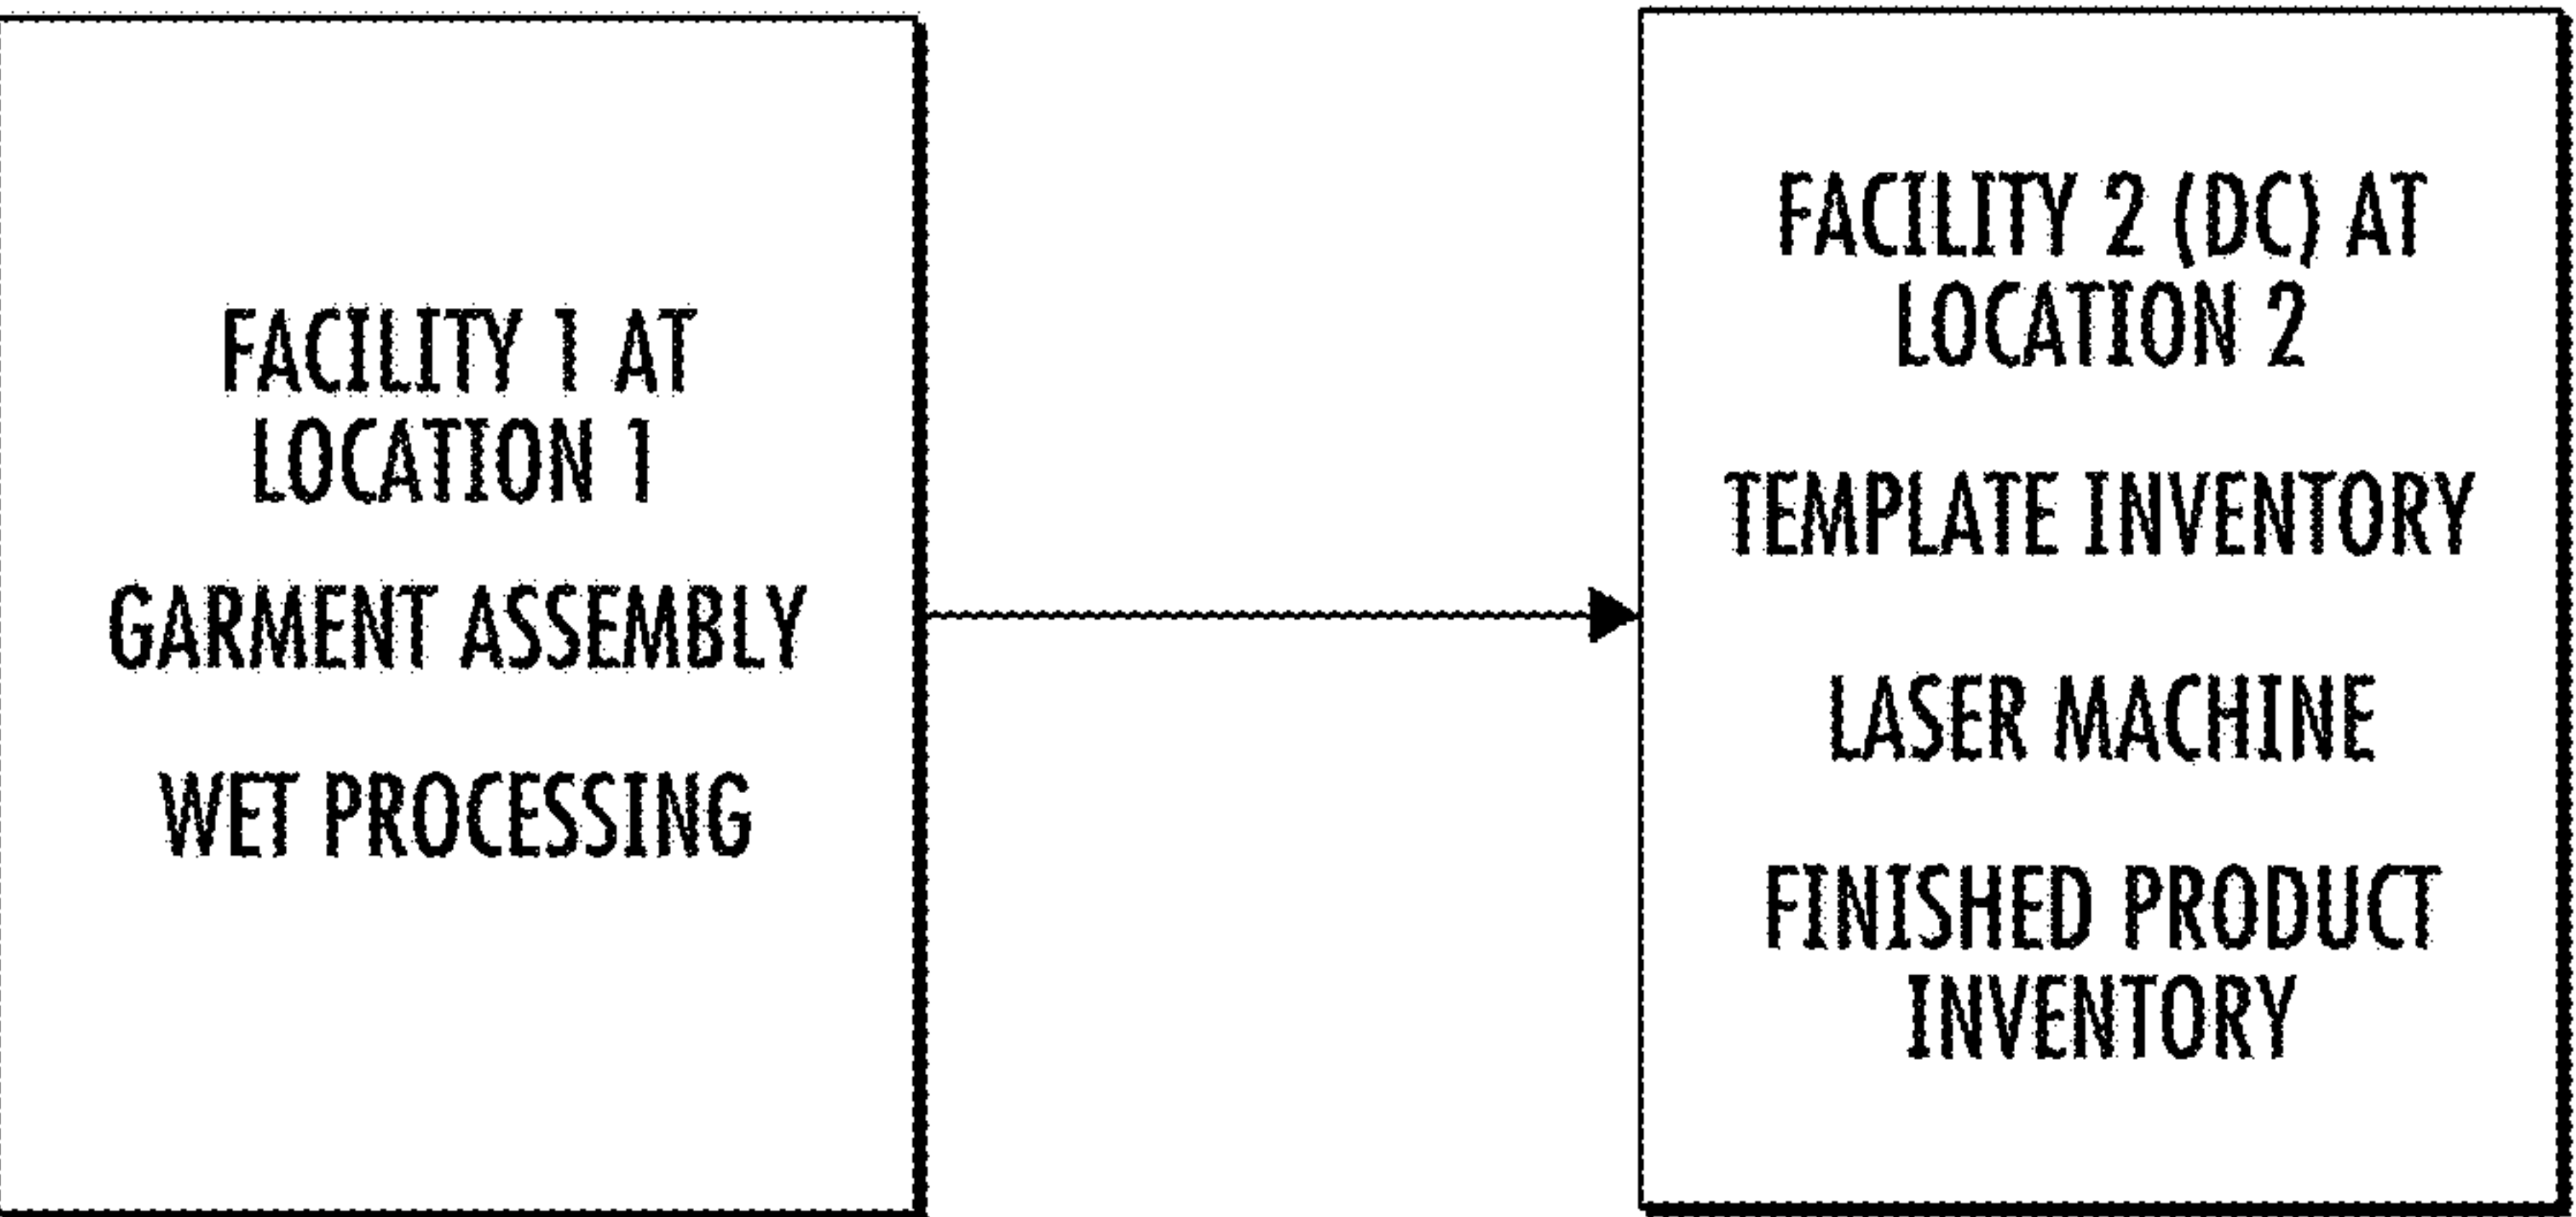 FACILITY 1 AT
LOCATION 1
GARMENT ASSEMBLY
WET PROCESSING
FACILITY 2 (DC) AT
LOCATION 2
TEMPLATE INVENTORY
LASER MACHINE
FINISHED PRODUCT
INVENTORY